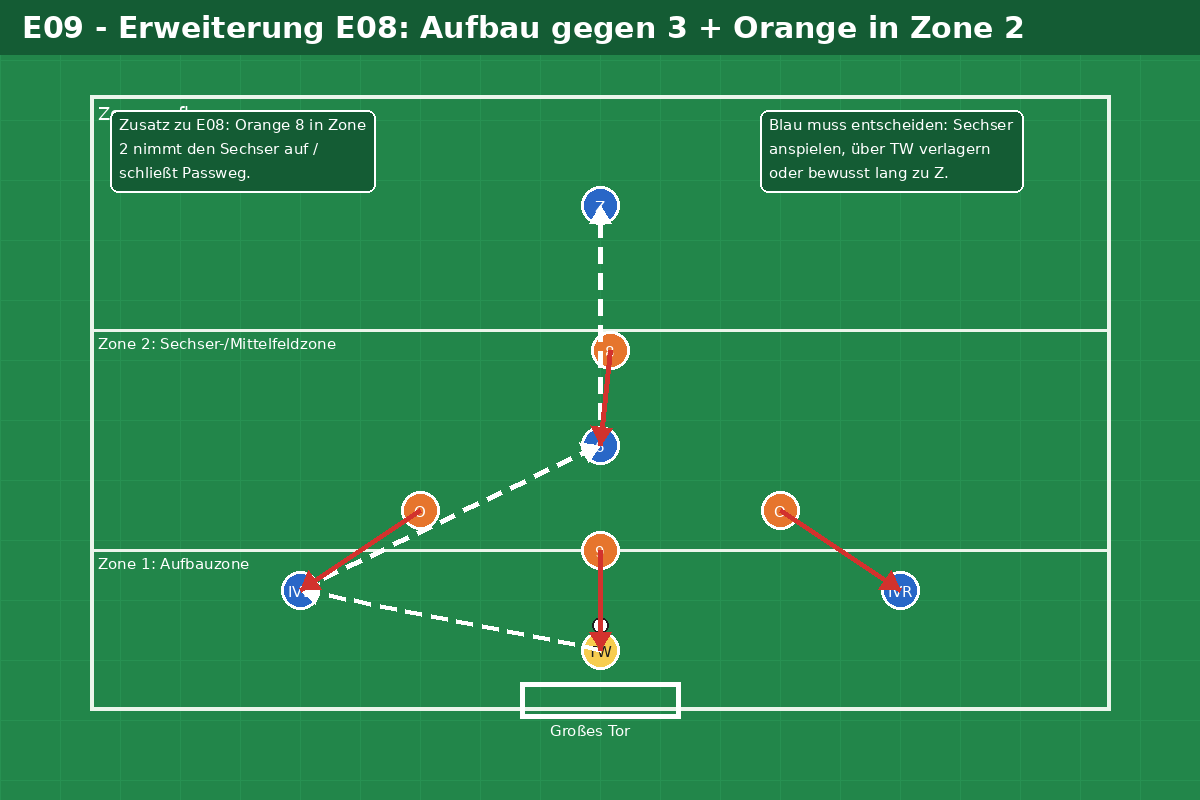 E09 - Erweiterung E08: Aufbau gegen 3 + Orange in Zone 2
Zusatz zu E08: Orange 8 in Zone
2 nimmt den Sechser auf /
schließt Passweg.
Blau muss entscheiden: Sechser
anspielen, über TW verlagern
oder bewusst lang zu Z.
Z
Zone 2: Sechser-/Mittelfeldzone
O
O
9
Zone 1: Aufbauzone
IVR
TW
Großes Tor